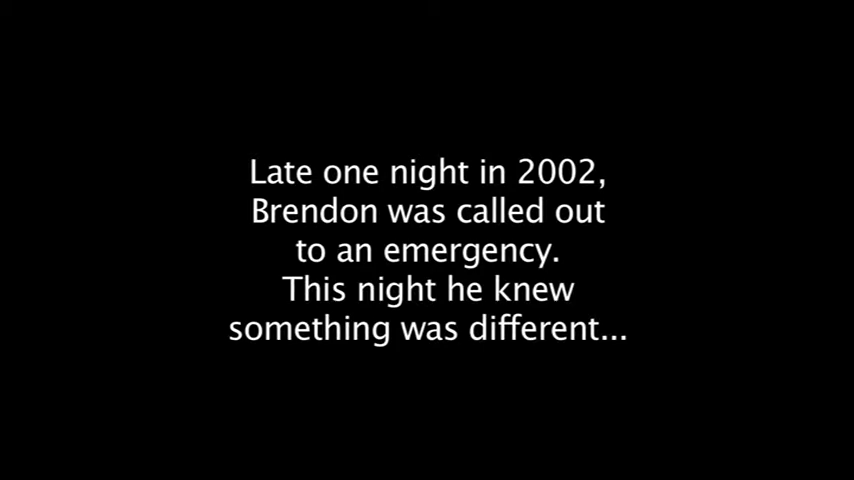 Late one night in 2002,
Brendon was called out
to an emergency.
This night he knew
something was different...